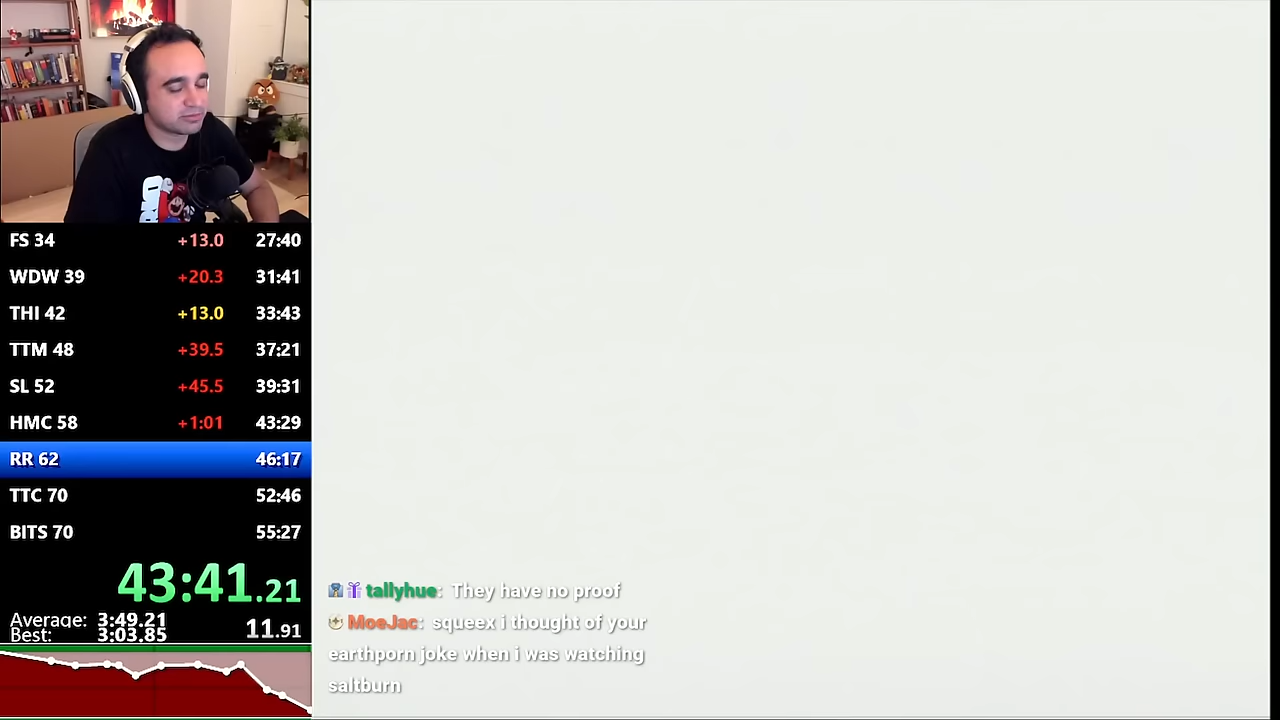 FS 34 +13.0 27:40
WDW 39 +20.3 31:41
THI 42 +13.0 33:43
TTM 48 +39.5 37:21
SL 52 +45.5 39:31
HMC 58 +1:01 43:29
RR 62 46:17
TTC 70 52:46
BITS 70 55:27
43:41.21
Average: 3:49.21
Best: 3:03.85
11.91
tallyhue: They have no proof
MoeJac: squeex i thought of your
earthporn joke when i was watching
saltburn